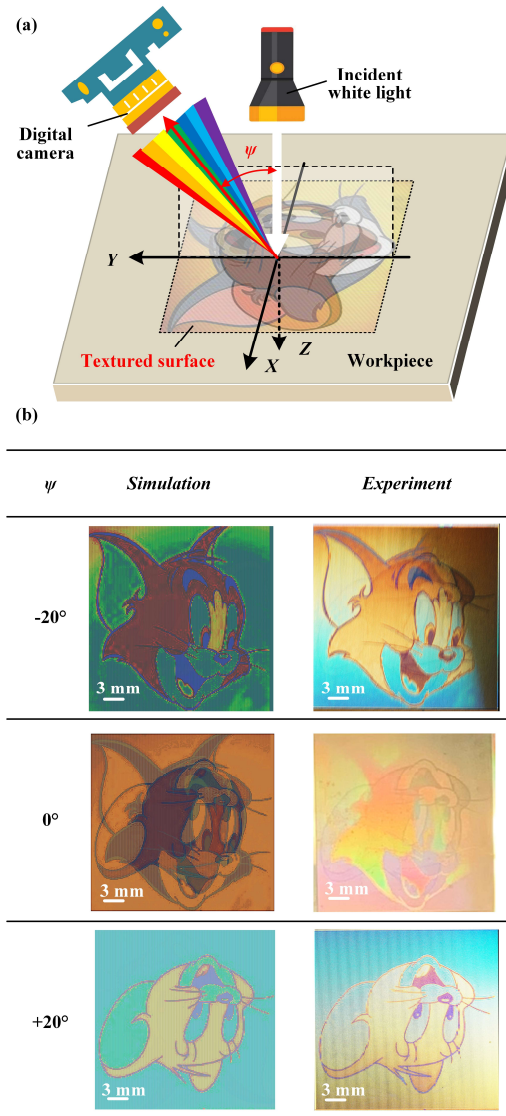 (a)
Incident
white light
Digital
camera
ψ
Y
Z
X
Textured surface
Workpiece
(b)
ψ Simulation Experiment
-20°
3 mm 3 mm
0°
3 mm 3 mm
+20°
3 mm 3 mm